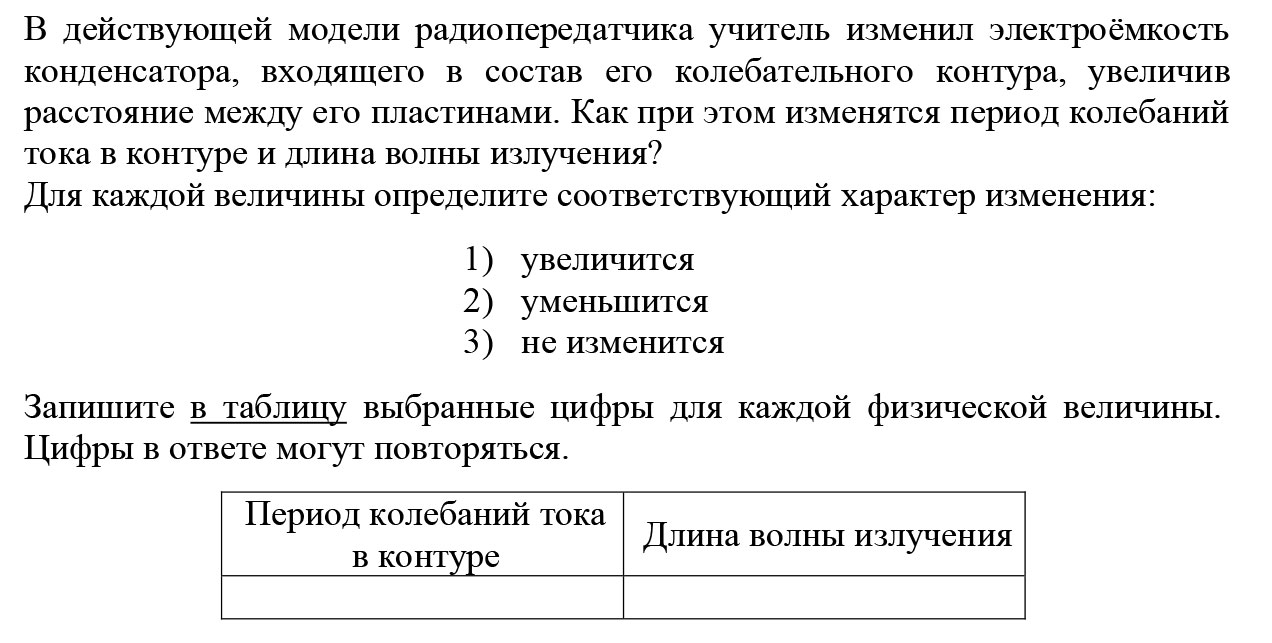 В действующей модели радиопередатчика учитель изменил электроёмкость
конденсатора, входящего в состав его колебательного контура, увеличив
расстояние между его пластинами. Как при этом изменятся период колебаний
тока в контуре и длина волны излучения?
Для каждой величины определите соответствующий характер изменения:
1) увеличится
2) уменьшится
3) не изменится
Запишите в таблицу выбранные цифры для каждой физической величины.
Цифры в ответе могут повторяться.
Период колебаний тока
в контуре
Длина волны излучения